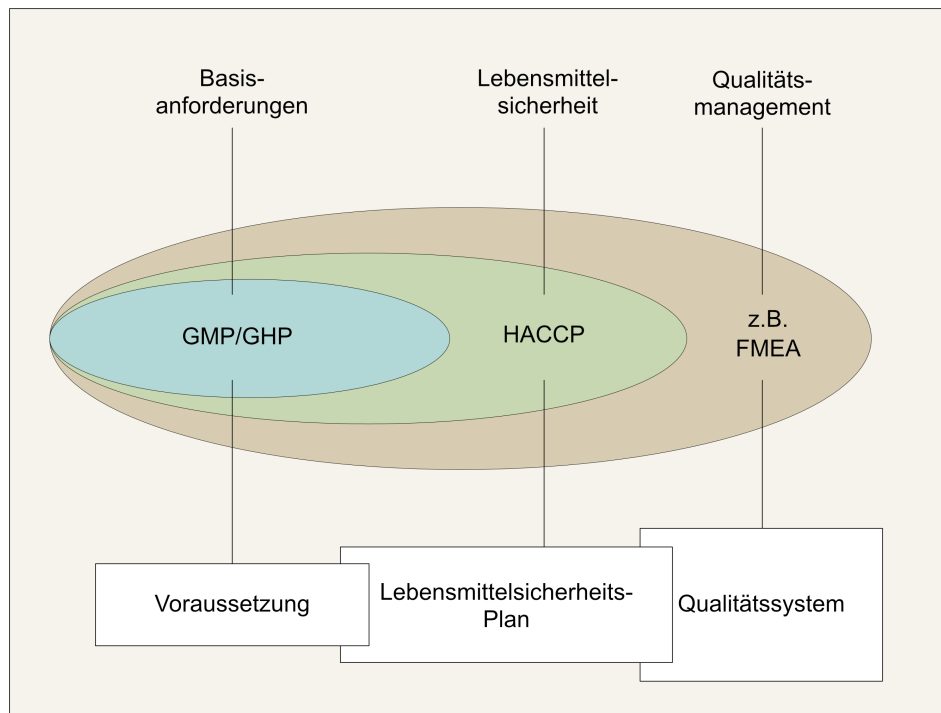 Basis-
anforderungen
Lebensmittel-
sicherheit
Qualitäts-
management
GMP/GHP
HACCP
z.B.
FMEA
Voraussetzung
Lebensmittelsicherheits-
Plan
Qualitätssystem